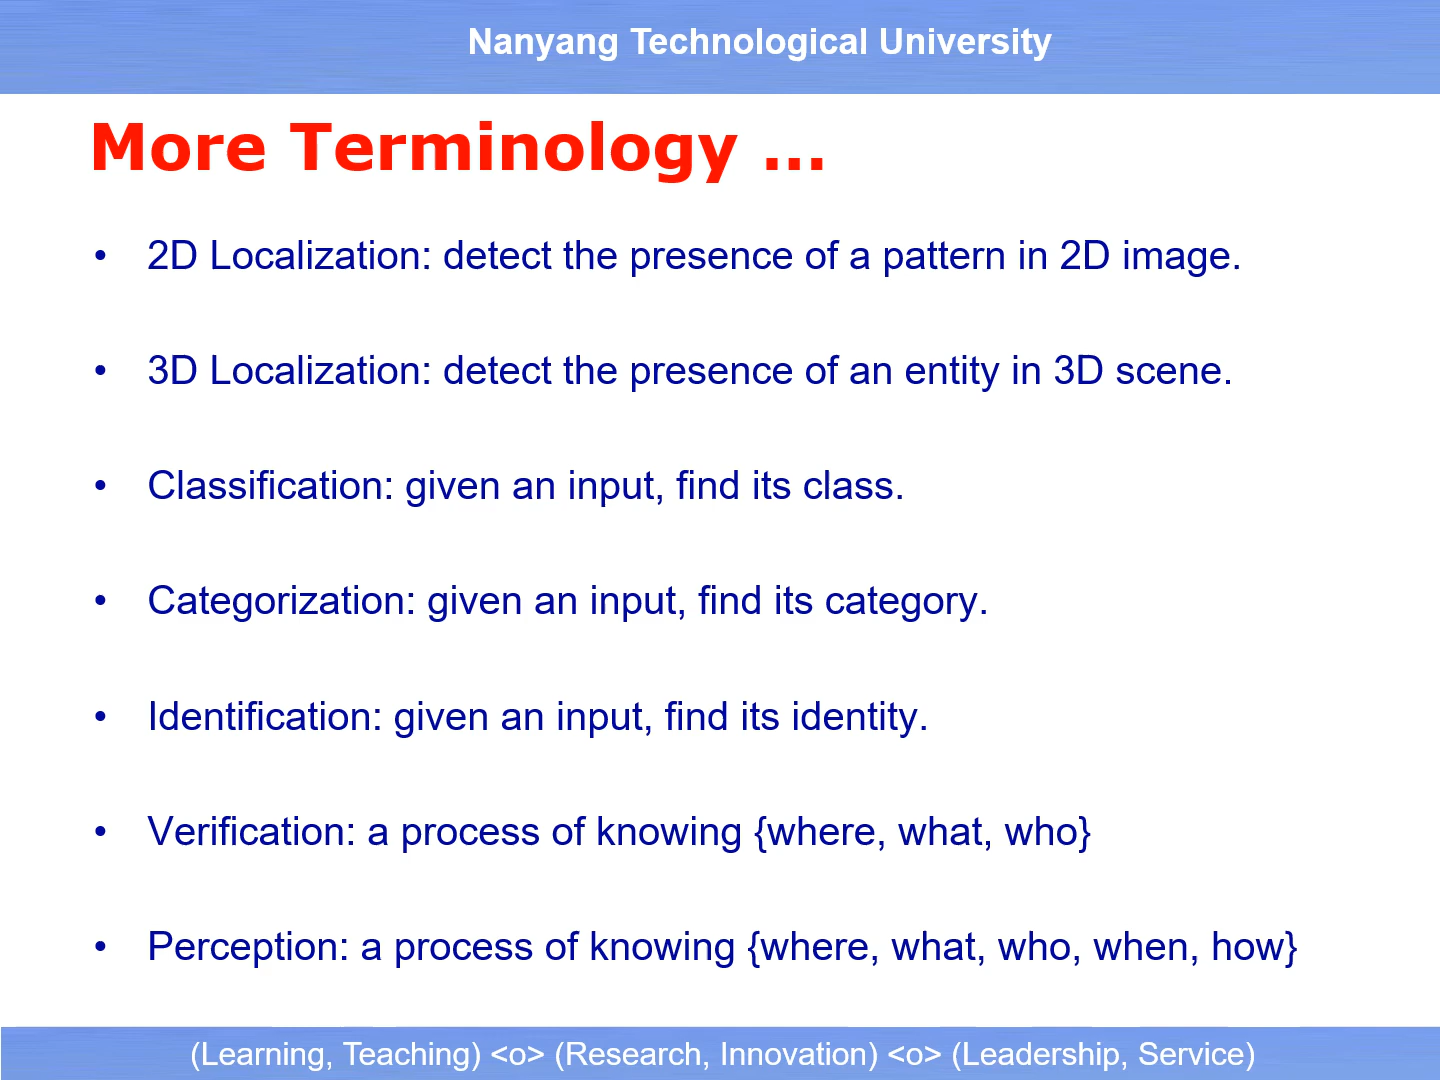 Nanyang Technological University
More Terminology ...
• 2D Localization: detect the presence of a pattern in 2D image.
• 3D Localization: detect the presence of an entity in 3D scene.
• Classification: given an input, find its class.
• Categorization: given an input, find its category.
• Identification: given an input, find its identity.
• Verification: a process of knowing {where, what, who}
• Perception: a process of knowing {where, what, who, when, how}
(Learning, Teaching) <o> (Research, Innovation) <o> (Leadership, Service)